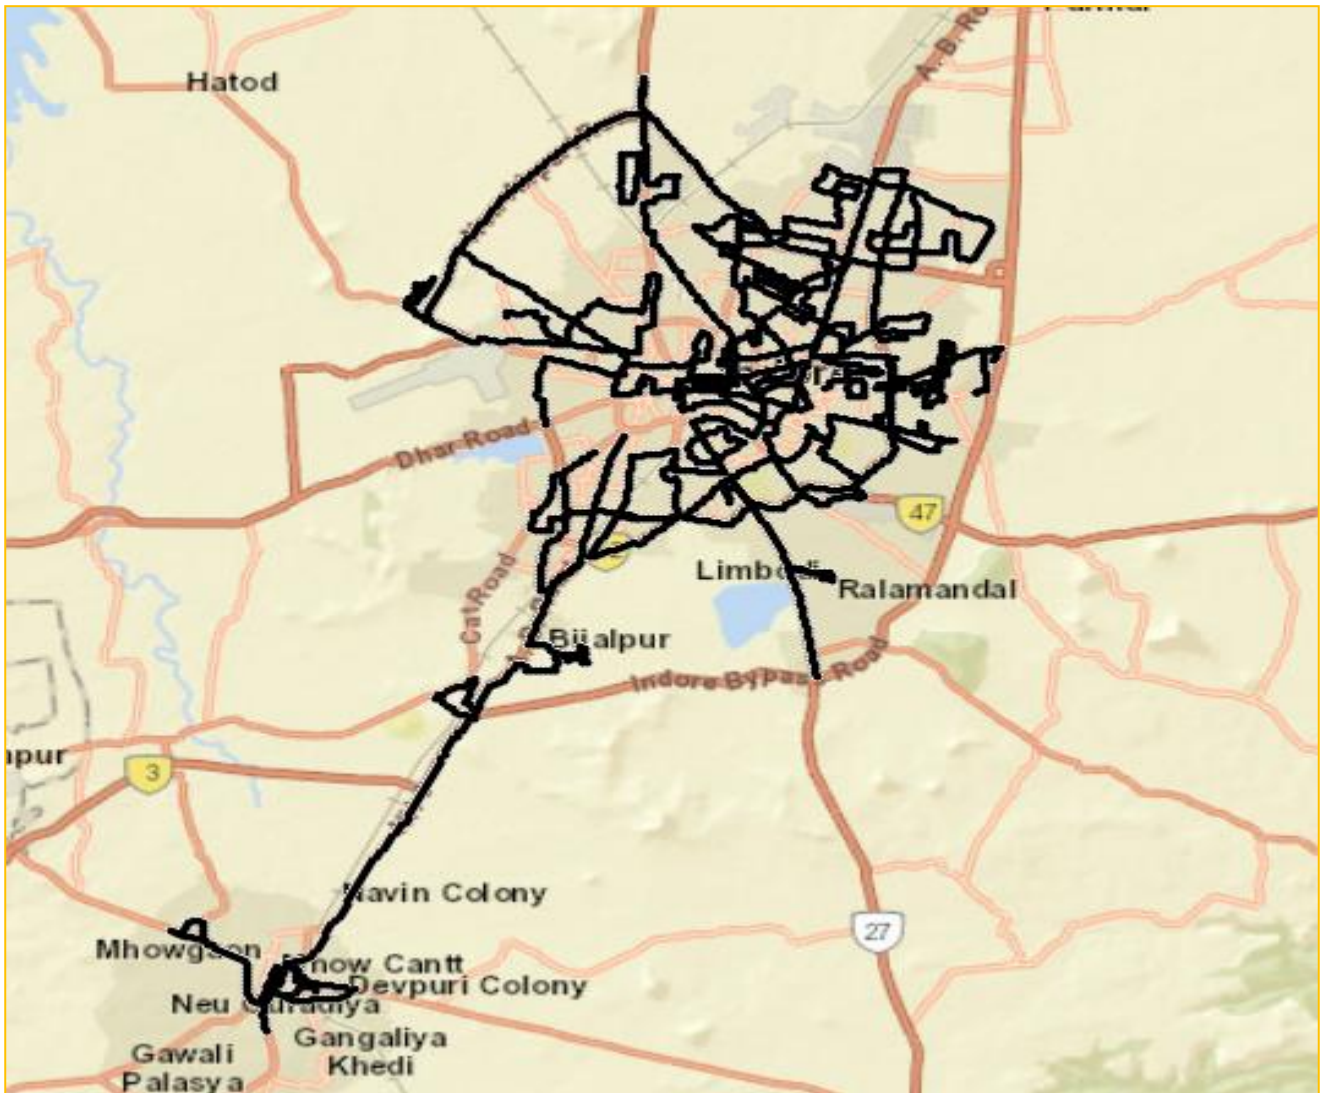 Hatod
A. B. Ro
Dhar Road
47
Limbodi
Ralamandal
Cat Road
Bijalpur
Indore ByPass Road
3
27
Navin Colony
Mhowgaon
Mhow Cantt
Devpuri Colony
Neu Guradiya
Gangaliya
Khedi
Gawali
Palasya